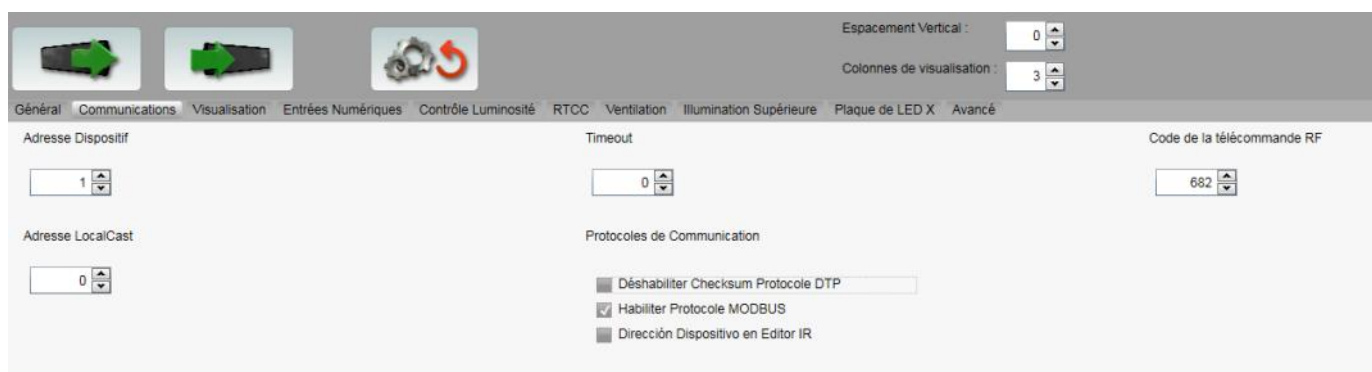 Espacement Vertical :
0
Colonnes de visualisation :
3
Général Communications Visualisation Entrées Numériques Contrôle Luminosité RTCC Ventilation Illumination Supérieure Plaque de LED X Avancé
Adresse Dispositif Timeout Code de la télécommande RF
1 0 682
Adresse LocalCast Protocoles de Communication
0
Déshabiliter Checksum Protocole DTP
Habiliter Protocole MODBUS
Dirección Dispositivo en Editor IR